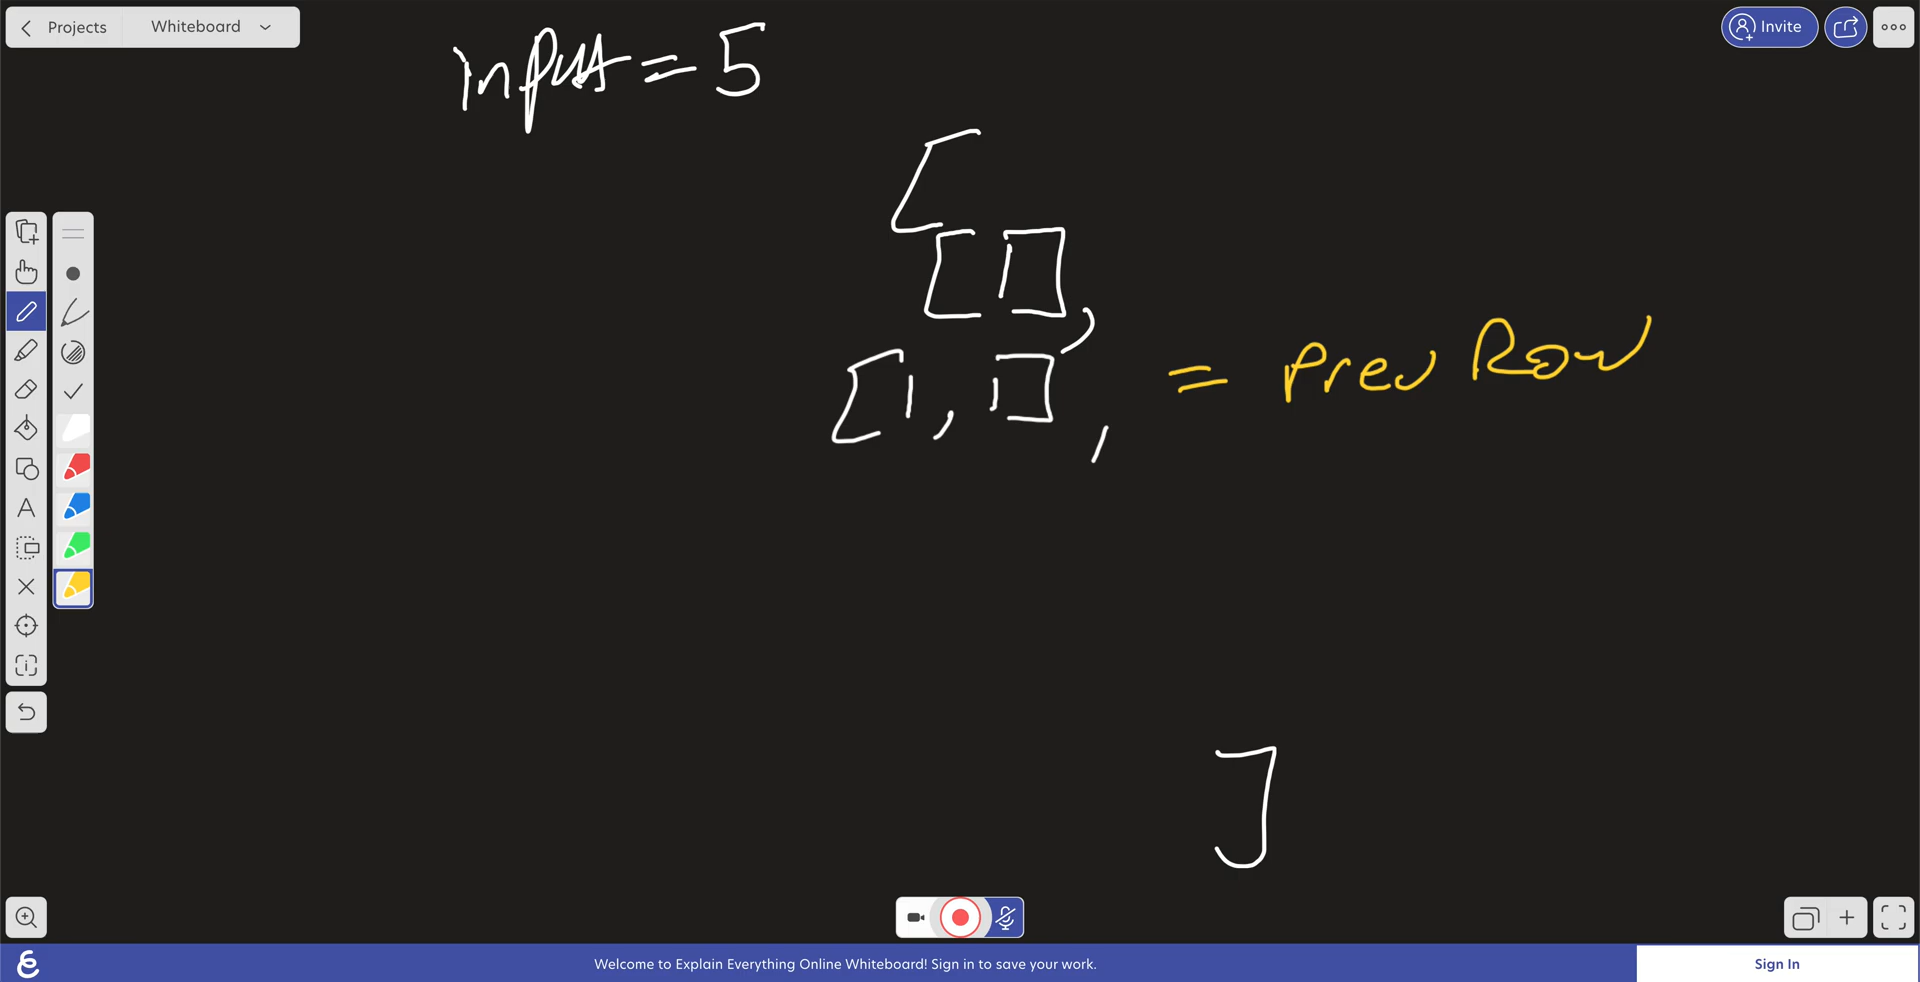 Projects
Whiteboard
Invite
input = 5
[
[1],
[1, 1], = Prev Row
]
A
Welcome to Explain Everything Online Whiteboard! Sign in to save your work.
Sign In